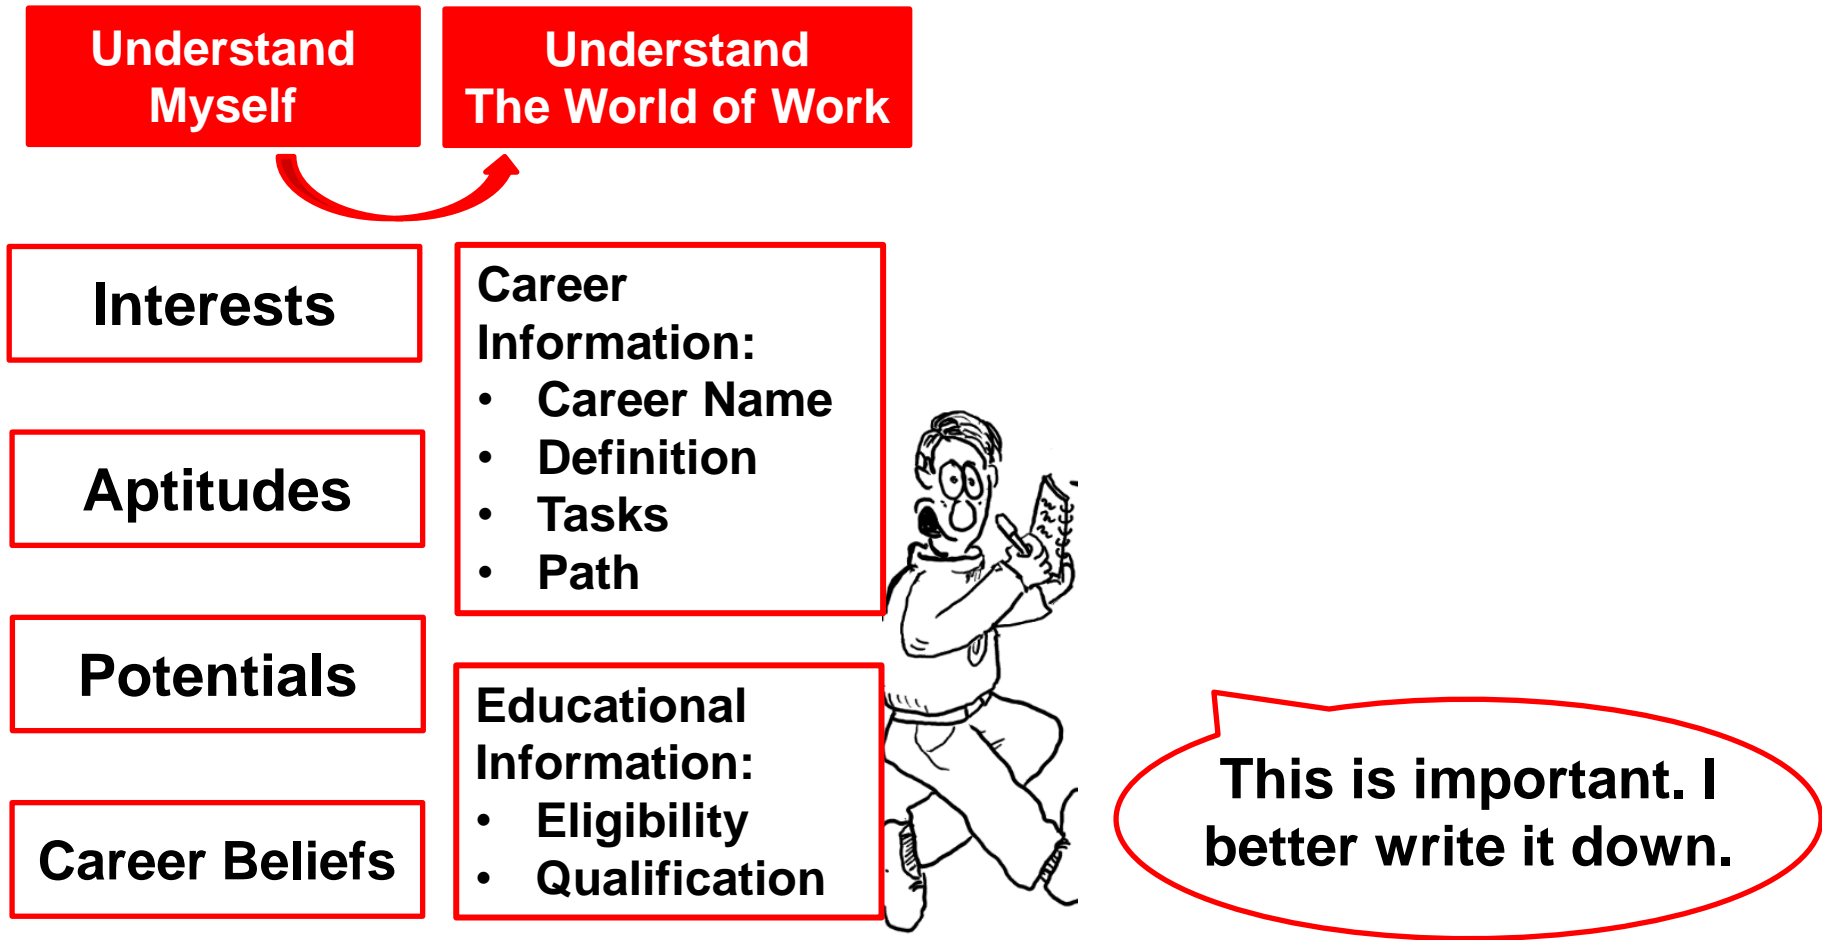 Understand
Myself
Understand
The World of Work
Interests
Aptitudes
Potentials
Career Beliefs
Career
Information:
• Career Name
• Definition
• Tasks
• Path
Educational
Information:
• Eligibility
• Qualification
This is important. I
better write it down.